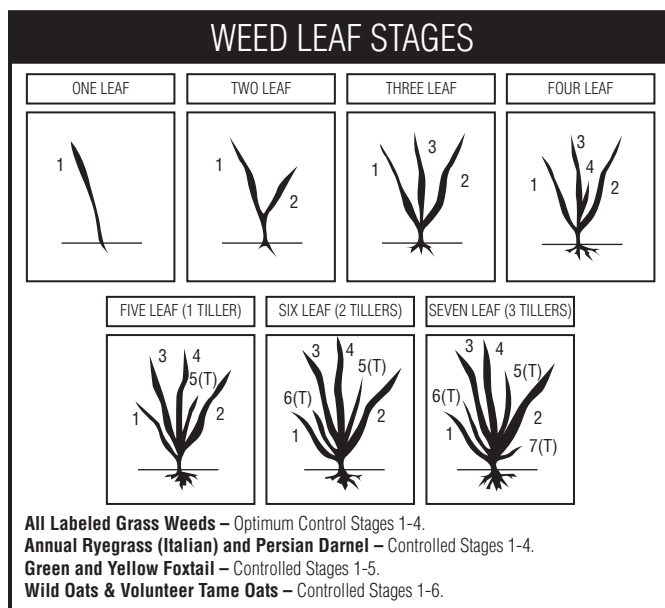 WEED LEAF STAGES
ONE LEAF
TWO LEAF
THREE LEAF
FOUR LEAF
1
1
2
1
3
2
1
3
4
2
FIVE LEAF (1 TILLER)
SIX LEAF (2 TILLERS)
SEVEN LEAF (3 TILLERS)
1
3
4
5(T)
2
6(T)
1
3
4
5(T)
2
6(T)
1
3
4
5(T)
2
7(T)
All Labeled Grass Weeds – Optimum Control Stages 1-4.
Annual Ryegrass (Italian) and Persian Darnel – Controlled Stages 1-4.
Green and Yellow Foxtail – Controlled Stages 1-5.
Wild Oats & Volunteer Tame Oats – Controlled Stages 1-6.